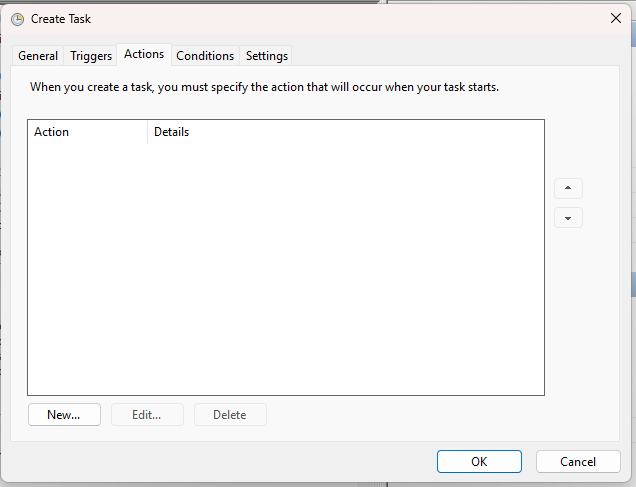 Create Task
General Triggers Actions Conditions Settings
When you create a task, you must specify the action that will occur when your task starts.
Action Details
New... Edit... Delete
OK Cancel